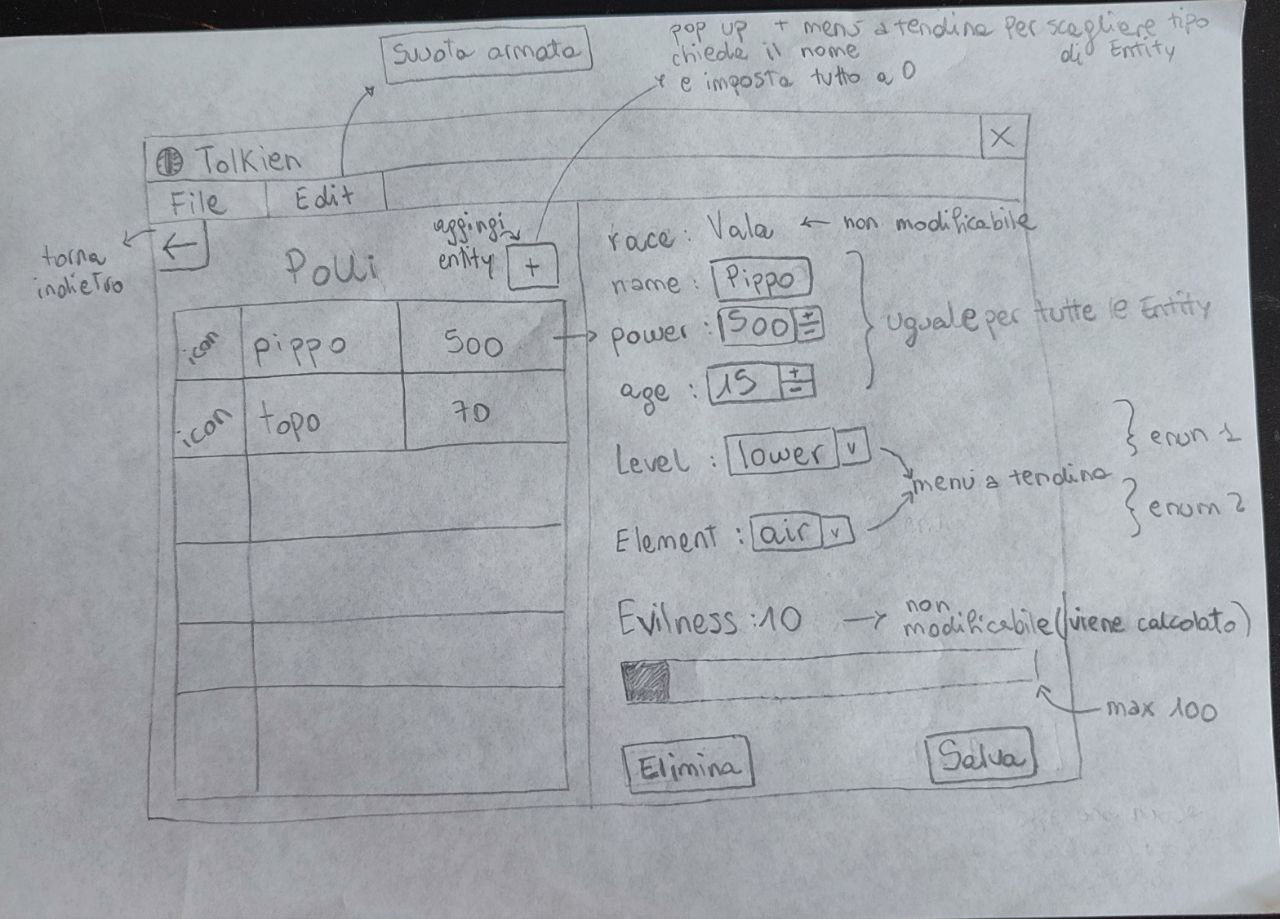 Svuota armata
pop up + menù a tendina per scegliere tipo
chiede il nome di Entity
e imposta tutto a 0
Tolkien X
File Edit
torna
indietro
←
Polli
aggingi
entity
+
icon pippo 500
icon topo 70
race: Vala ← non modificabile
name: Pippo
power: 500 + -
age: 15 + -
uguale per tutte le Entity
Level: lower v
menù a tendina
Element: air v
} enum 1
} enum 2
Evilness: 10 → non
modificabile (viene calcolato)
max 100
Elimina Salva